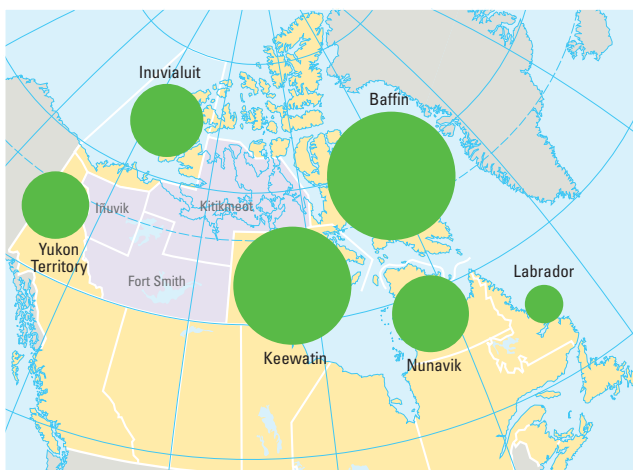 Inuvialuit
Baffin
Inuvik
Kitikmeot
Yukon
Territory
Fort Smith
Labrador
Keewatin
Nunavik